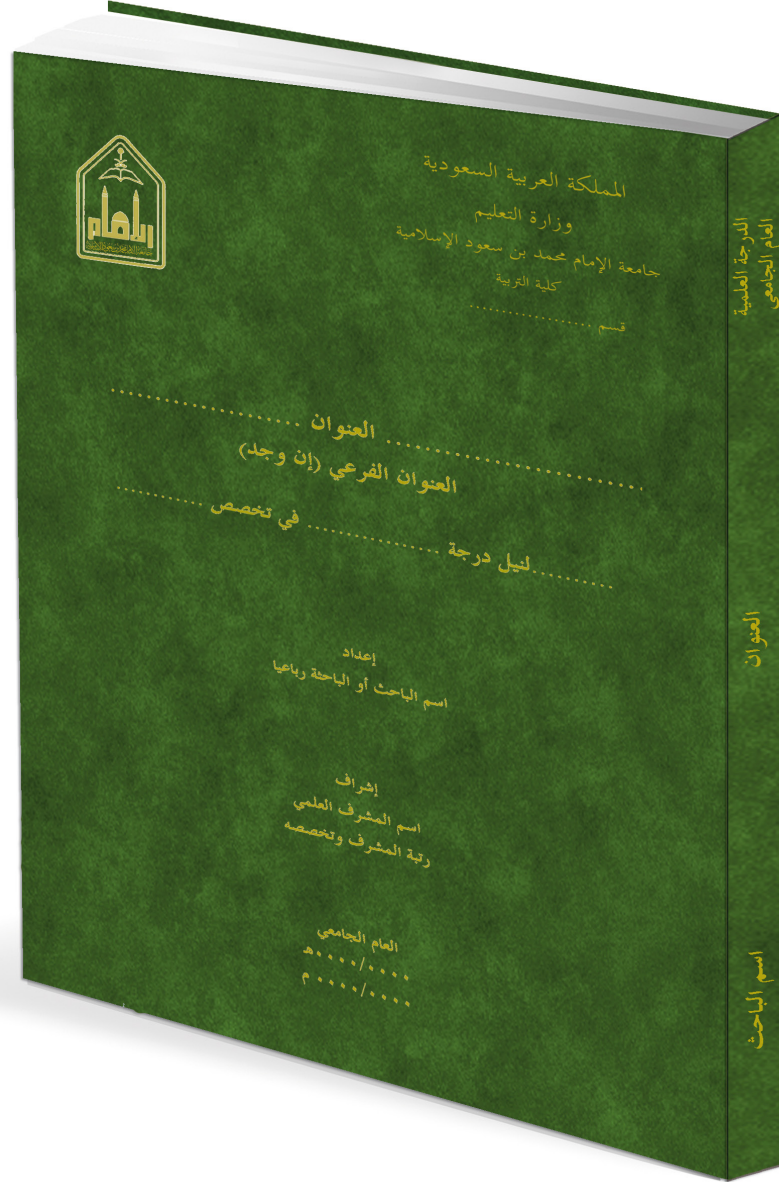 المملكة العربية السعودية
وزارة التعليم
جامعة الإمام محمد بن سعود الإسلامية
كلية التربية
قسم ....................
الإمام
........................ العنوان ................................
العنوان الفرعي (إن وجد)
..........لنيل درجة ................. في تخصص ...........
إعداد
اسم الباحث أو الباحثة رباعيا
إشراف
اسم المشرف العلمي
رتبة المشرف وتخصصه
العام الجامعي
٠٠٠٠/٠٠٠٠هـ
٠٠٠٠/٠٠٠٠ م
العام الجامعي
الدرجة العلمية
العنوان
اسم الباحث